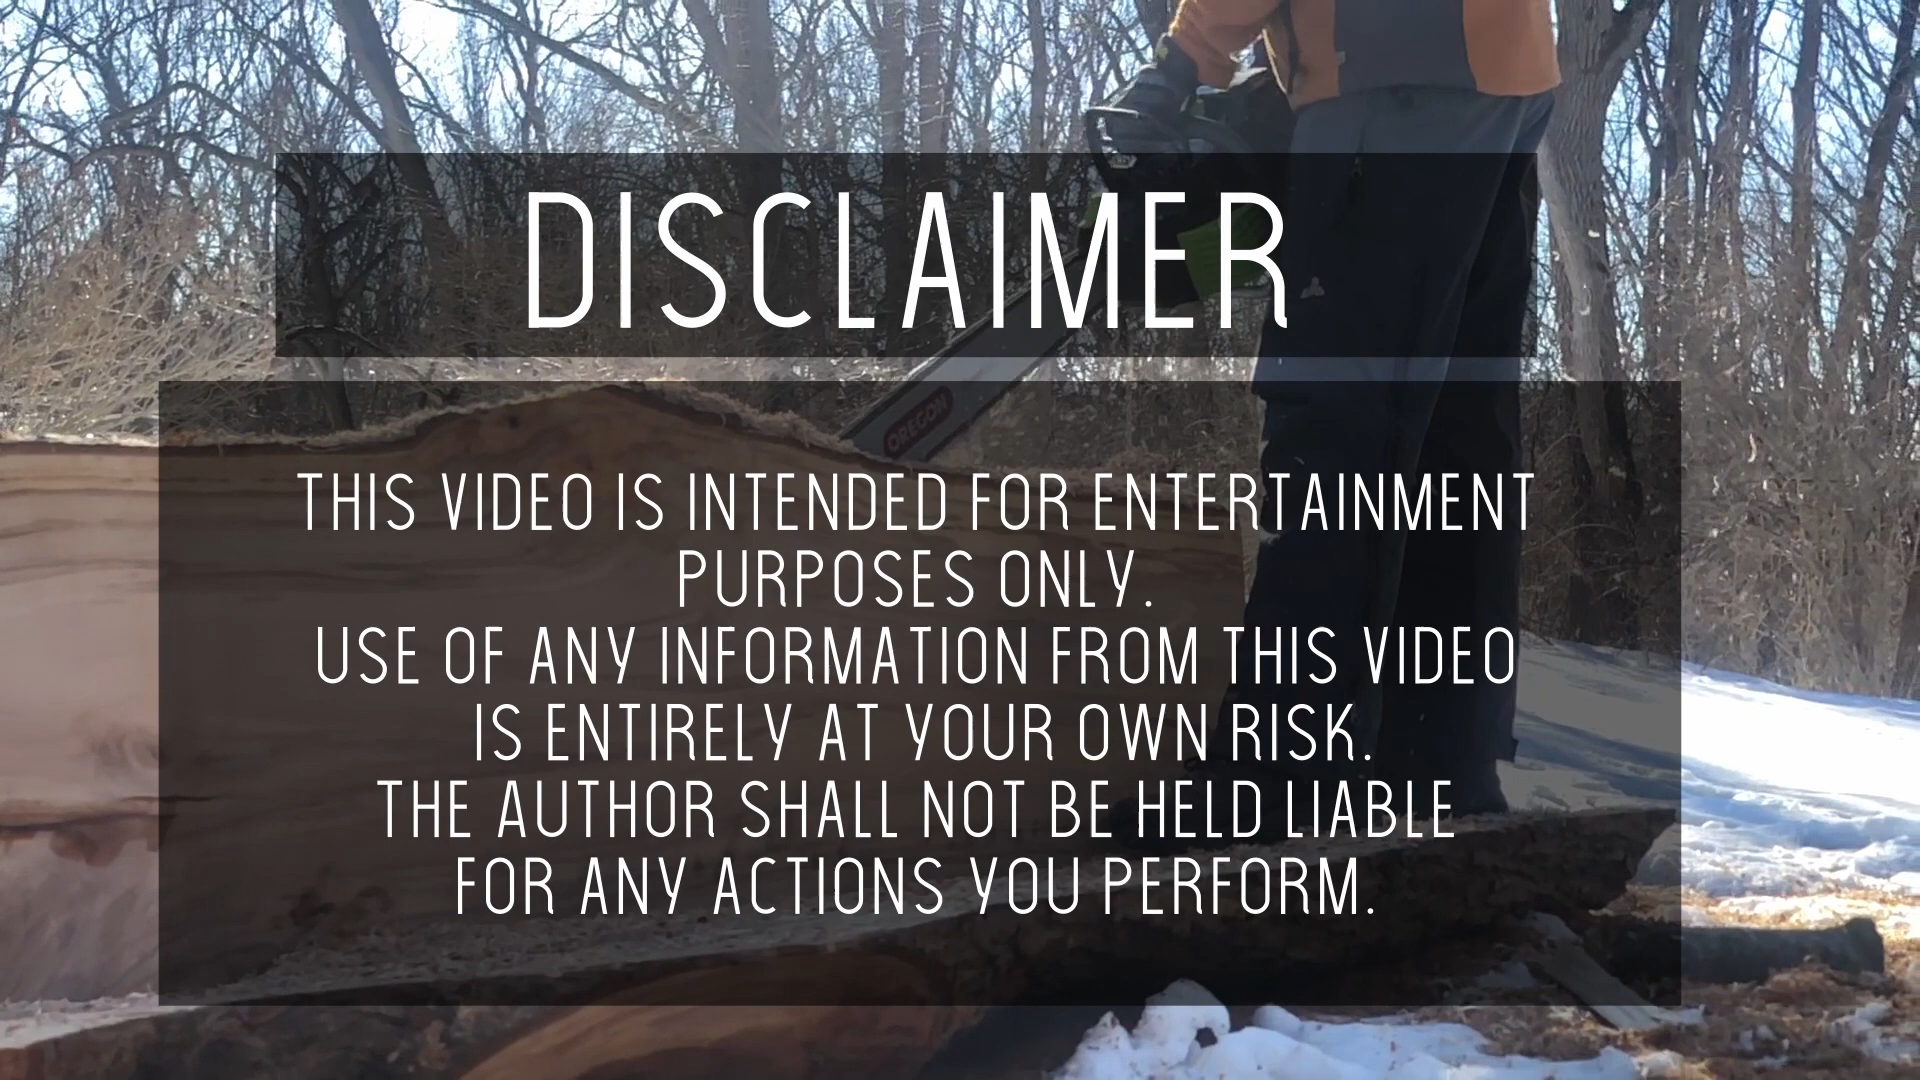 DISCLAIMER
OREGON
THIS VIDEO IS INTENDED FOR ENTERTAINMENT
PURPOSES ONLY.
USE OF ANY INFORMATION FROM THIS VIDEO
IS ENTIRELY AT YOUR OWN RISK.
THE AUTHOR SHALL NOT BE HELD LIABLE
FOR ANY ACTIONS YOU PERFORM.